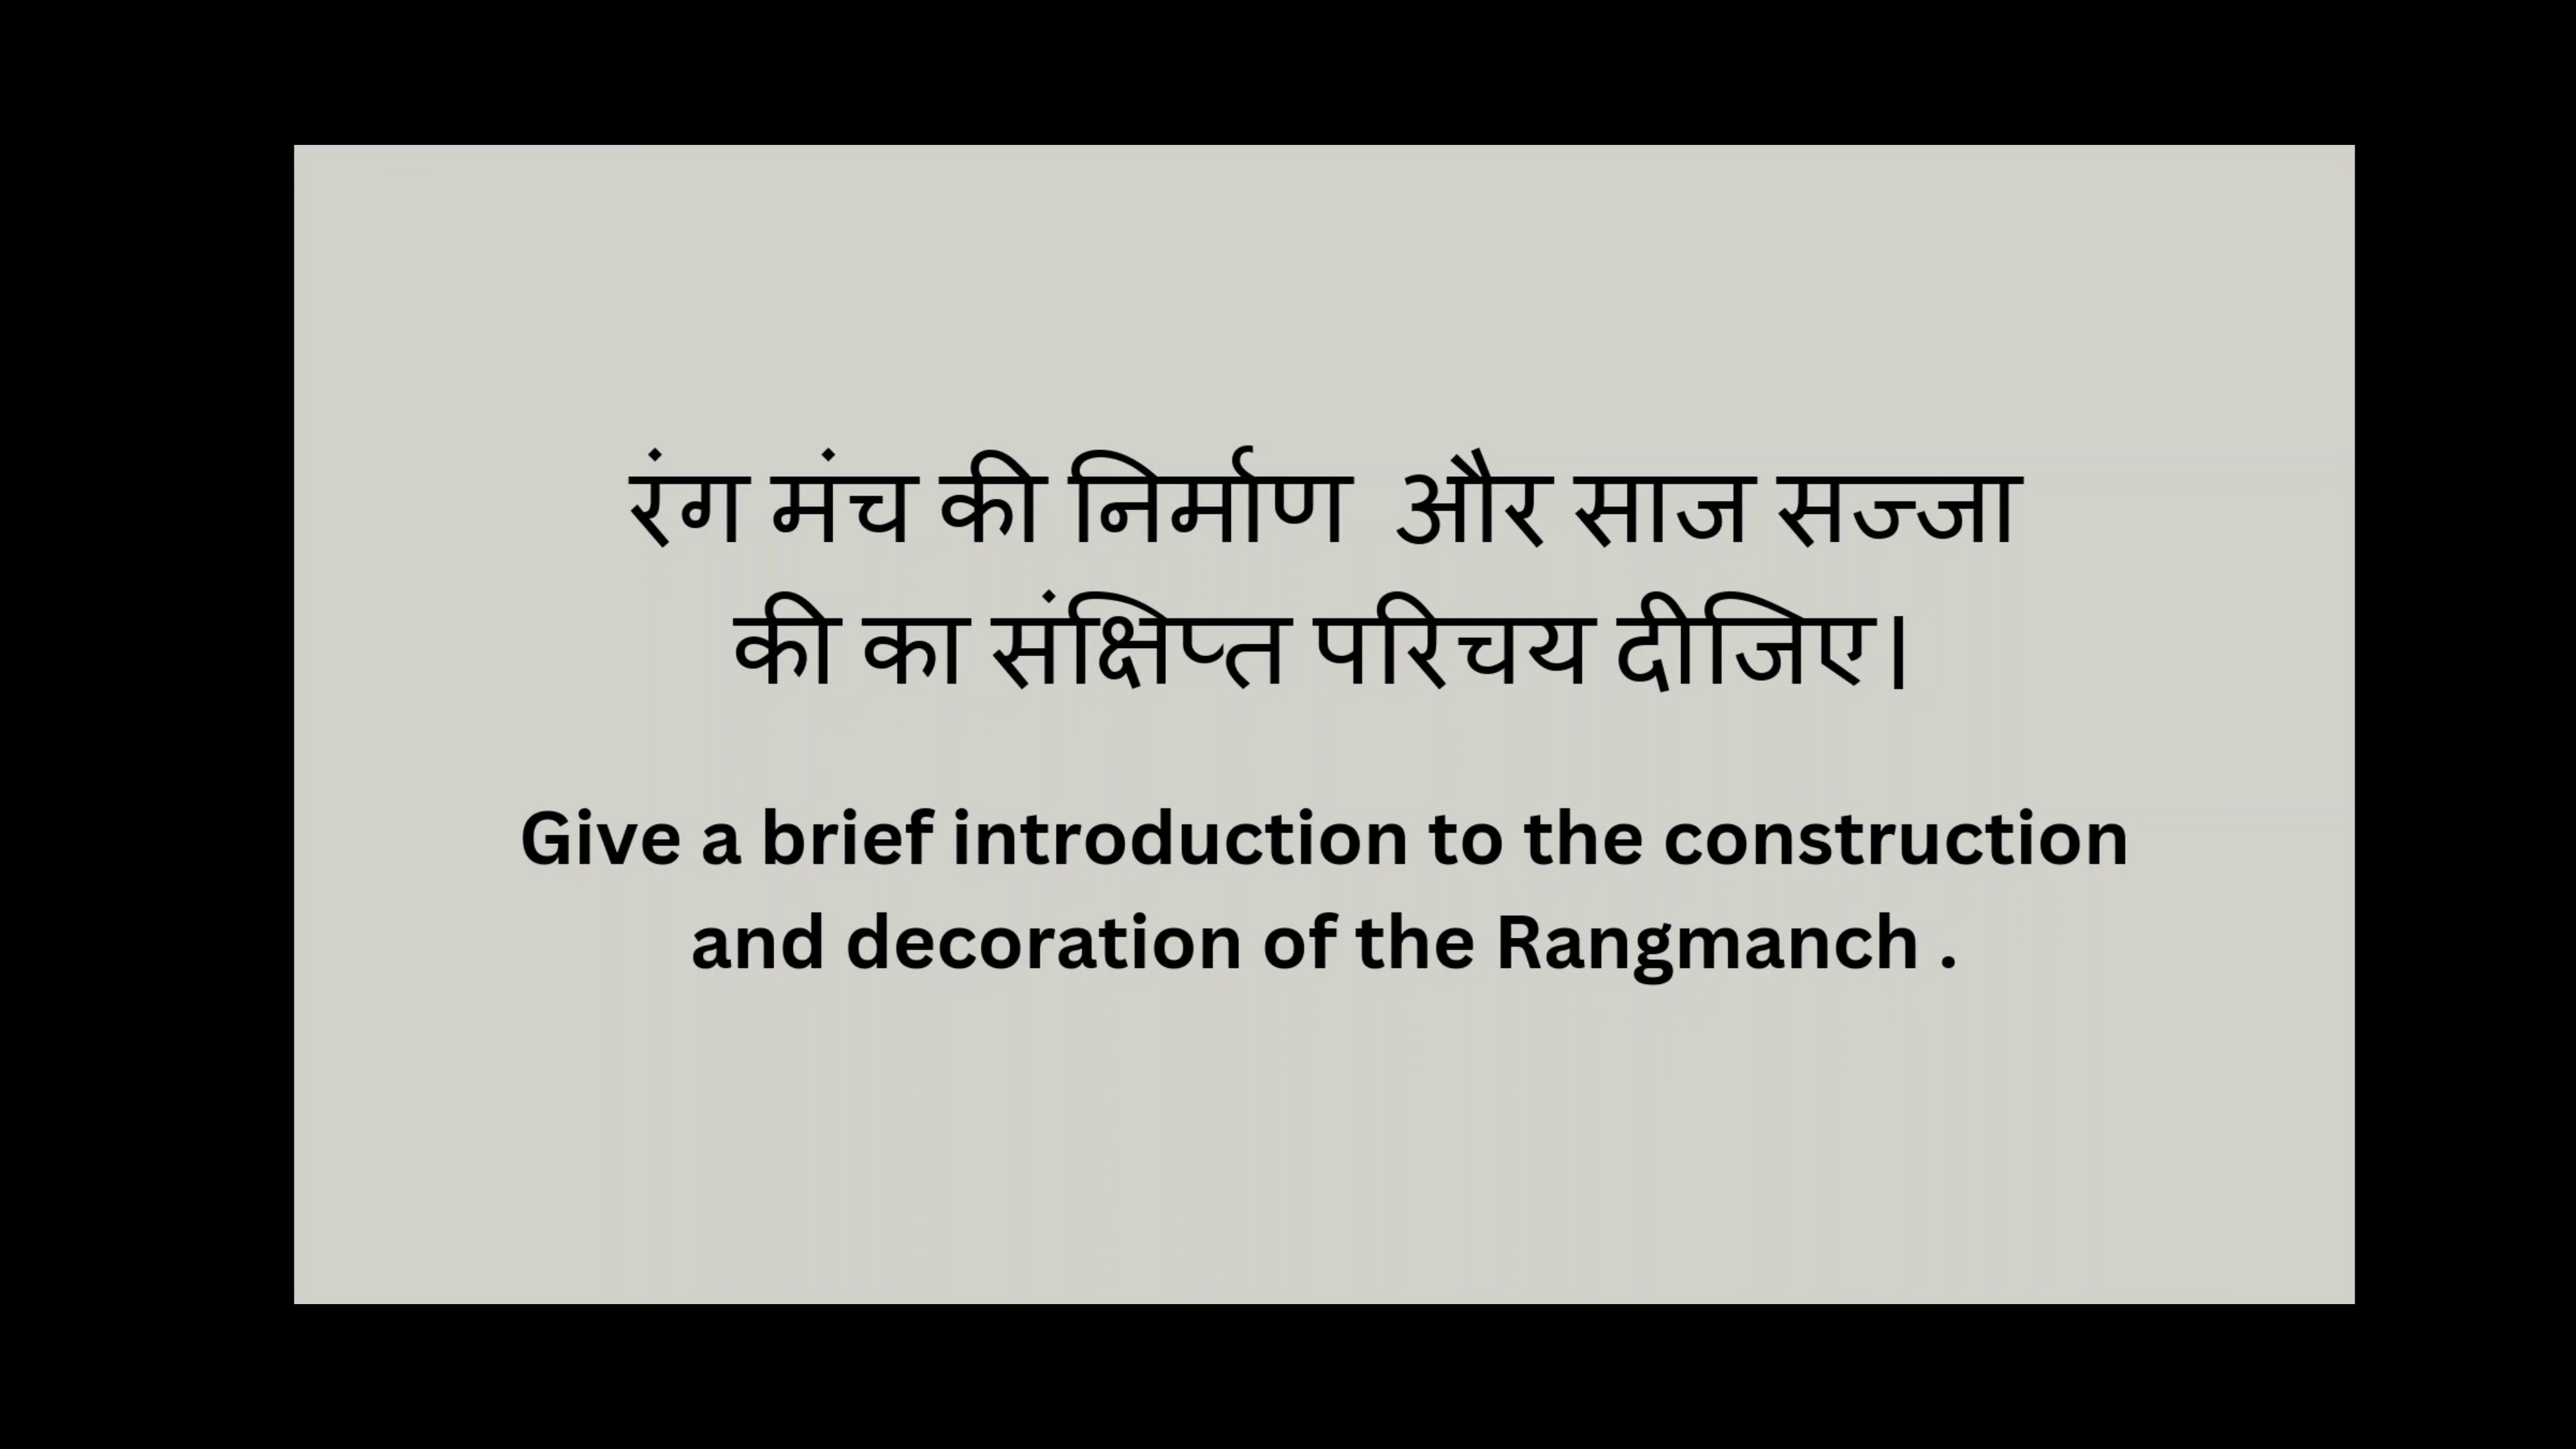 रंग मंच की निर्माण और साज सज्जा
की का संक्षिप्त परिचय दीजिए।
Give a brief introduction to the construction
and decoration of the Rangmanch .